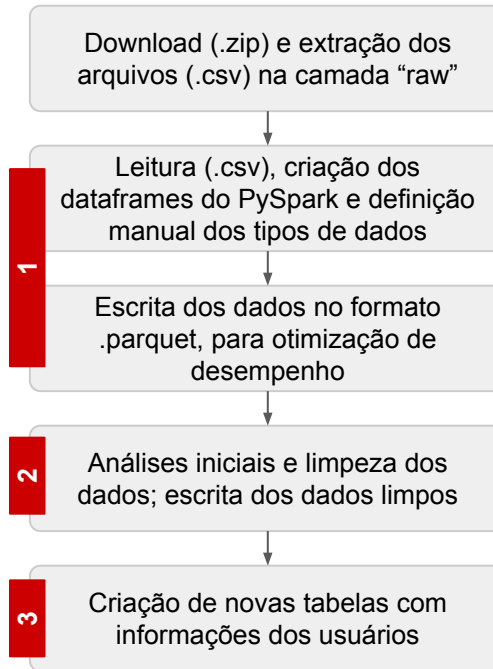 Download (.zip) e extração dos
arquivos (.csv) na camada “raw”
1
Leitura (.csv), criação dos
dataframes do PySpark e definição
manual dos tipos de dados
Escrita dos dados no formato
.parquet, para otimização de
desempenho
2
Análises iniciais e limpeza dos
dados; escrita dos dados limpos
3
Criação de novas tabelas com
informações dos usuários